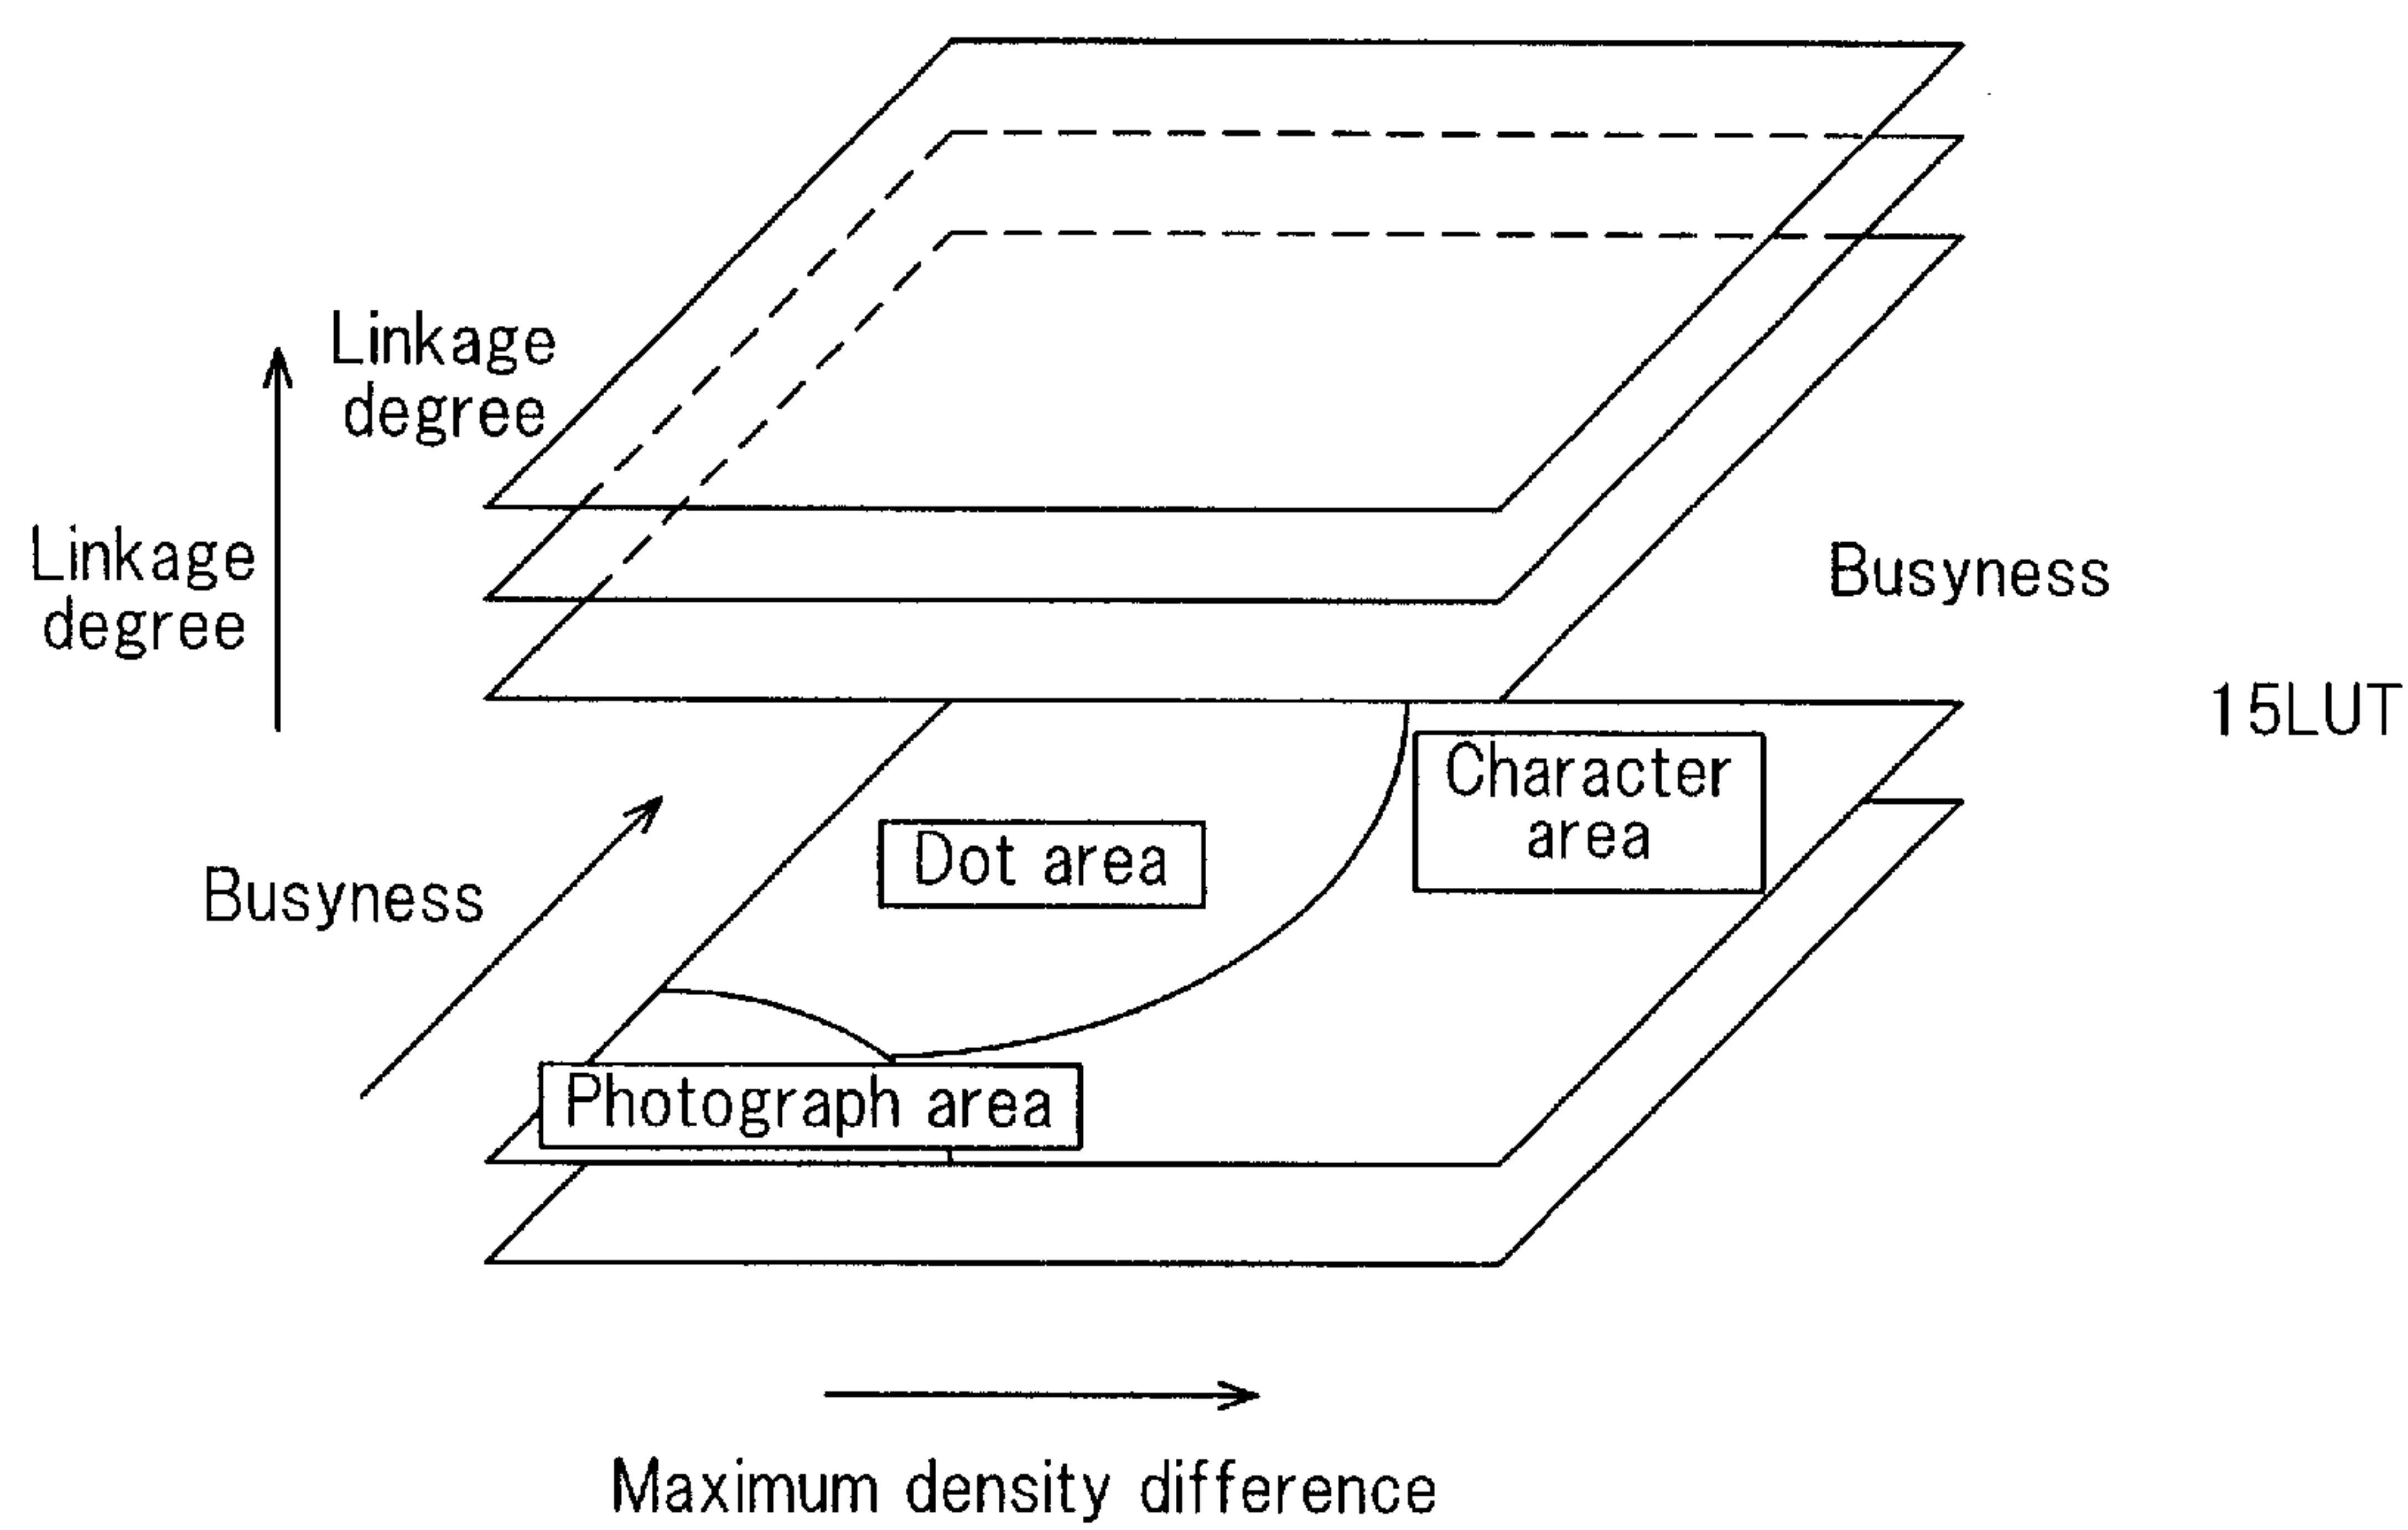 Linkage
degree
Linkage
degree
Busyness
15LUT
Character
area
Dot area
Busyness
Photograph area
Maximum density difference